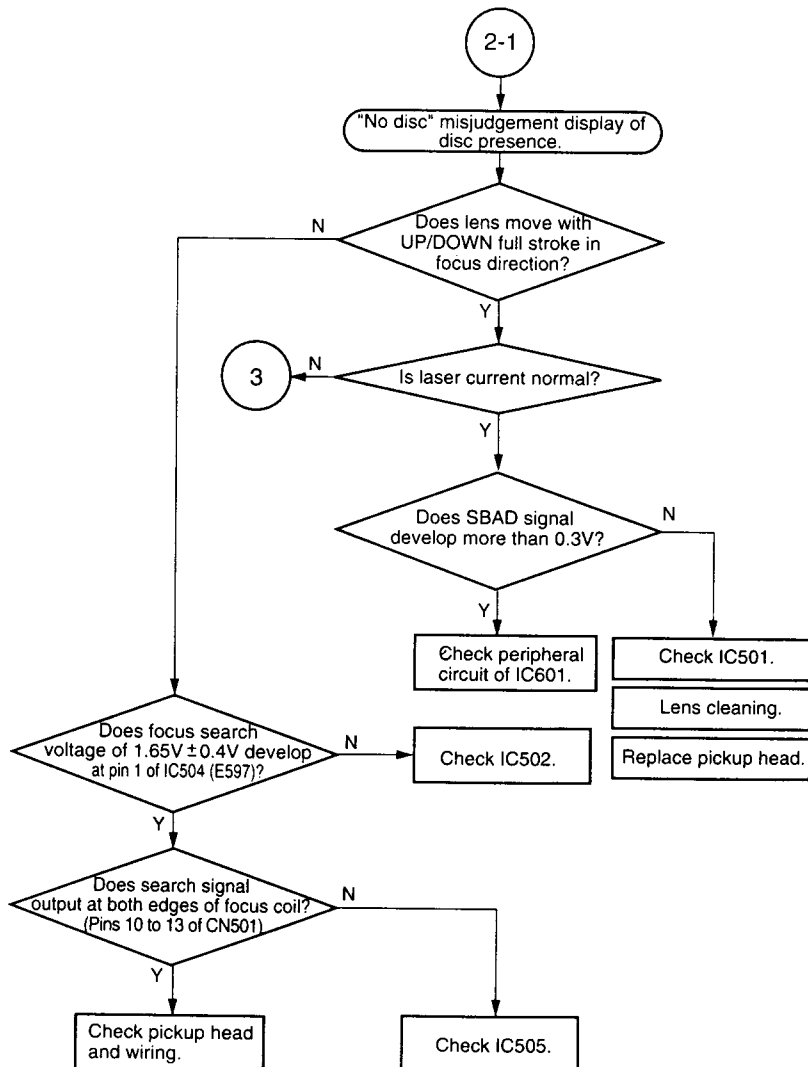 2-1
"No disc" misjudgement display of
disc presence.
Does lens move with
UP/DOWN full stroke in
focus direction?
N
Y
Is laser current normal?
N
3
Y
Does SBAD signal
develop more than 0.3V?
N
Y
Check peripheral
circuit of IC601.
Check IC501.
Lens cleaning.
Replace pickup head.
Does focus search
voltage of 1.65V ± 0.4V develop
at pin 1 of IC504 (E597)?
N
Check IC502.
Y
Does search signal
output at both edges of focus coil?
(Pins 10 to 13 of CN501)
N
Y
Check pickup head
and wiring.
Check IC505.